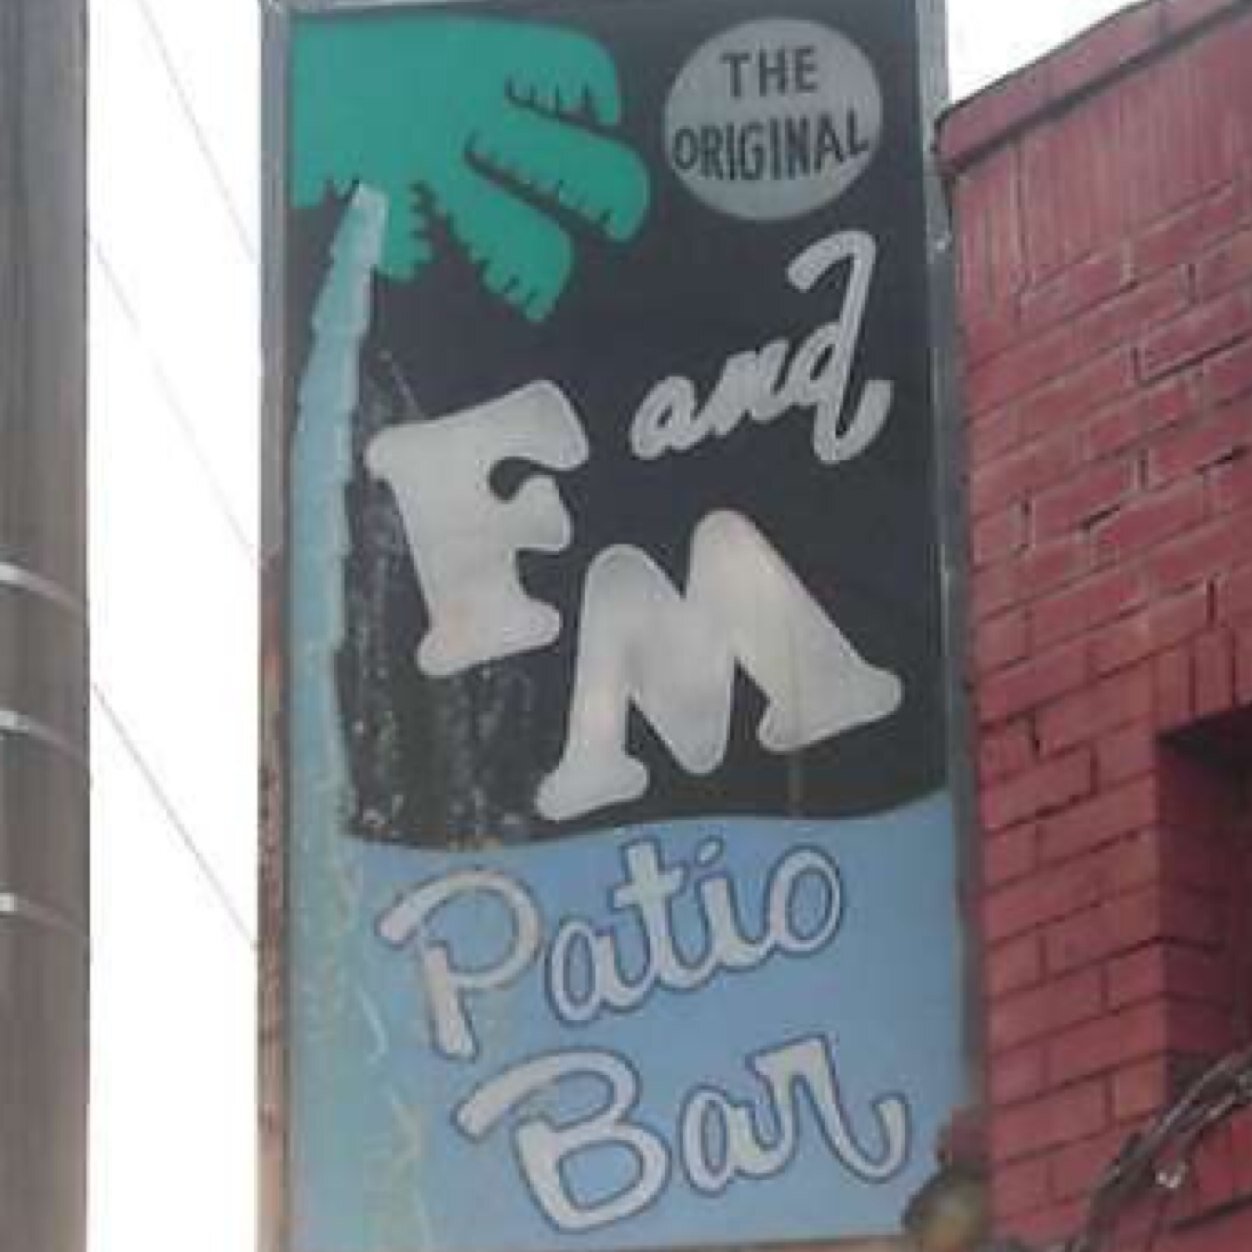 THE
ORIGINAL
F and
M
Patio
Bar